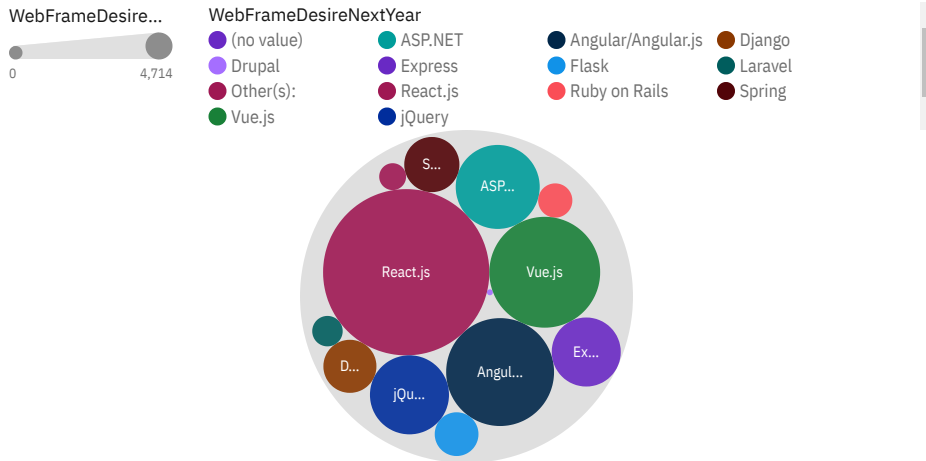 WebFrameDesire...
0 4,714
WebFrameDesireNextYear
(no value) ASP.NET Angular/Angular.js Django
Drupal Express Flask Laravel
Other(s): React.js Ruby on Rails Spring
Vue.js jQuery
S...
ASP...
React.js Vue.js
Ex...
D... Angul...
jQu...